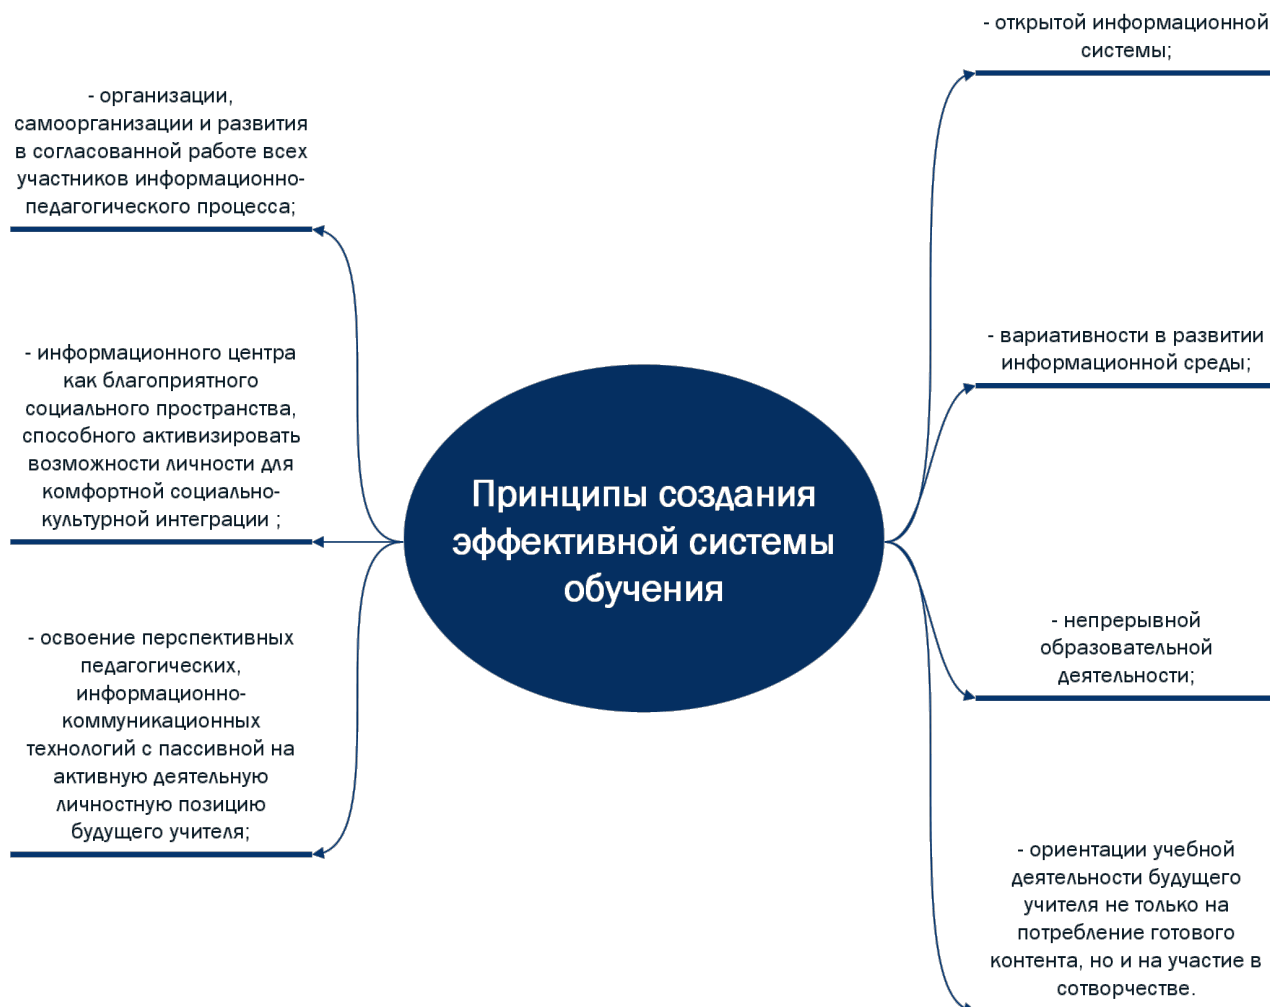 - открытой информационной
системы;
- организации,
самоорганизации и развития
в согласованной работе всех
участников информационно-
педагогического процесса;
- вариативности в развитии
информационной среды;
- информационного центра
как благоприятного
социального пространства,
способного активизировать
возможности личности для
комфортной социально-
культурной интеграции ;
Принципы создания
эффективной системы
обучения
- непрерывной
образовательной
деятельности;
- освоение перспективных
педагогических,
информационно-
коммуникационных
технологий с пассивной на
активную деятельную
личностную позицию
будущего учителя;
- ориентации учебной
деятельности будущего
учителя не только на
потребление готового
контента, но и на участие в
сотворчестве.